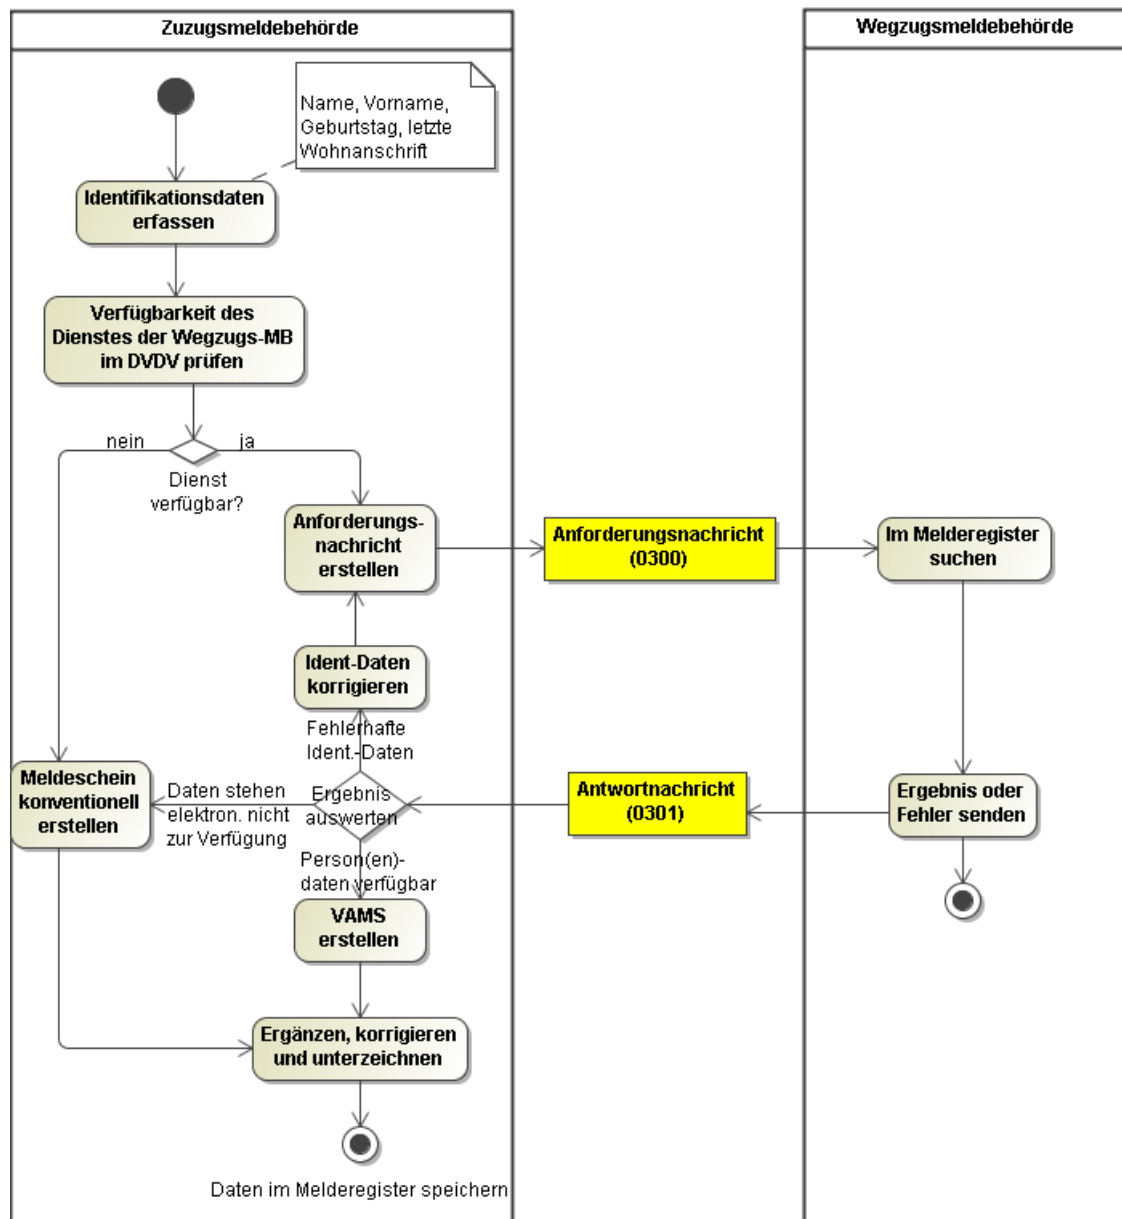 Zuzugsmeldebehörde
Wegzugsmeldebehörde
Name, Vorname,
Geburtstag, letzte
Wohnanschrift
Identifikationsdaten
erfassen
Verfügbarkeit des
Dienstes der Wegzugs-MB
im DVDV prüfen
nein
ja
Dienst
verfügbar?
Anforderungs-
nachricht
erstellen
Anforderungsnachricht
(0300)
Im Melderegister
suchen
Ident-Daten
korrigieren
Fehlerhafte
Ident.-Daten
Meldeschein
konventionell
erstellen
Daten stehen
elektron. nicht
zur Verfügung
Ergebnis
auswerten
Antwortnachricht
(0301)
Ergebnis oder
Fehler senden
Person(en)-
daten verfügbar
VAMS
erstellen
Ergänzen, korrigieren
und unterzeichnen
Daten im Melderegister speichern